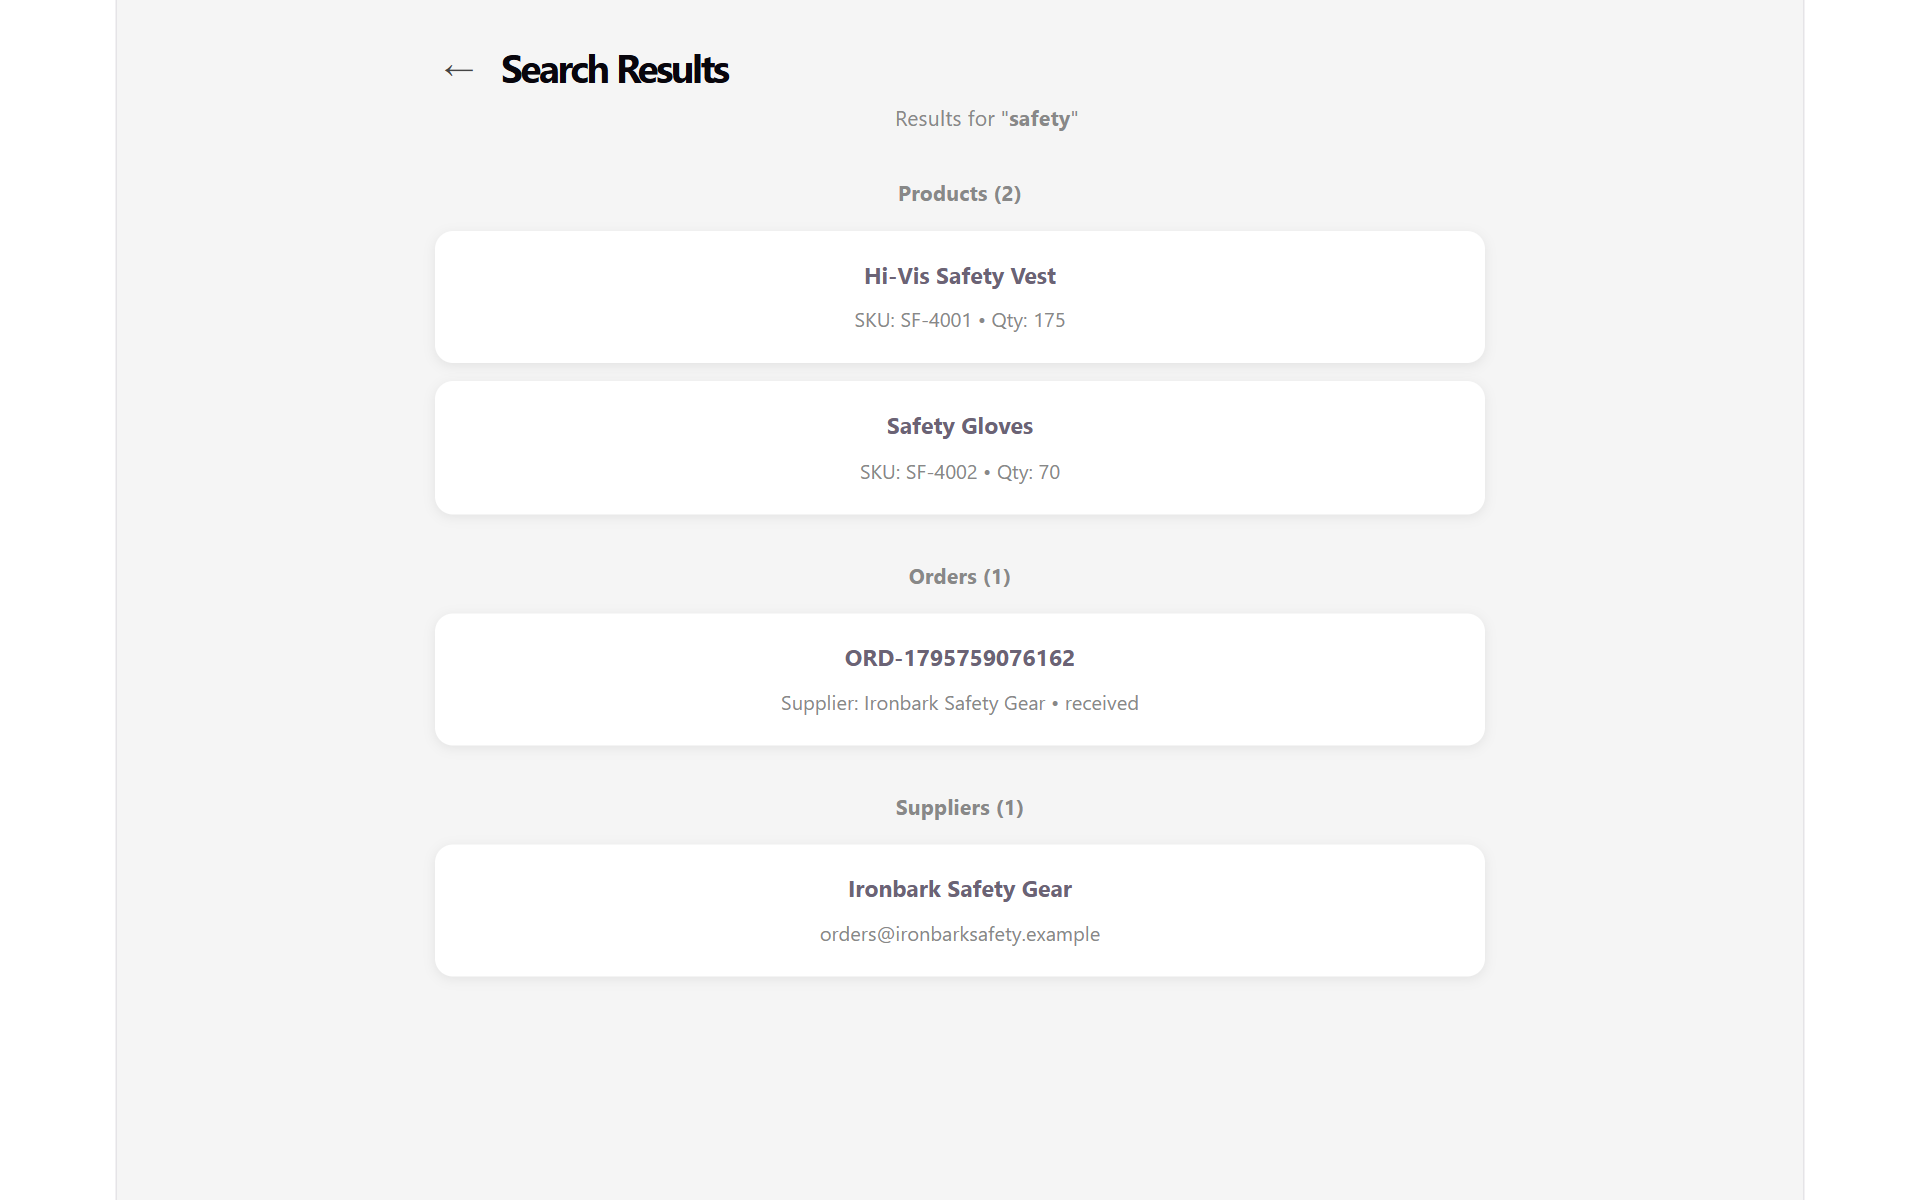 ← Search Results
Results for "safety"
Products (2)
Hi-Vis Safety Vest
SKU: SF-4001 • Qty: 175
Safety Gloves
SKU: SF-4002 • Qty: 70
Orders (1)
ORD-1795759076162
Supplier: Ironbark Safety Gear • received
Suppliers (1)
Ironbark Safety Gear
orders@ironbarksafety.example